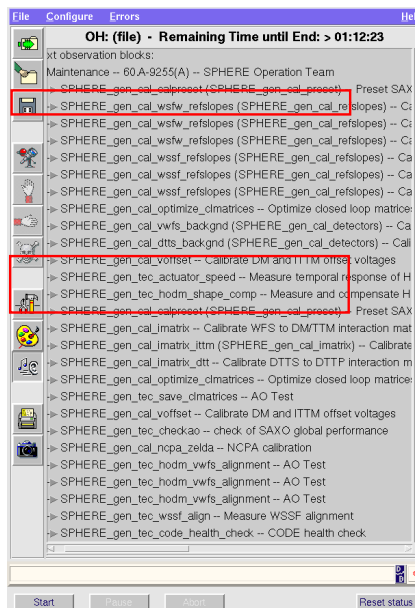 File Configure Errors
OH: (file) - Remaining Time until End: > 01:12:23
xt observation blocks:
Maintenance -- 60.A-9255(A) -- SPHERE Operation Team
SPHERE_gen_cal_calpreset (SPHERE_gen_cal_preset) Preset SAX
SPHERE_gen_cal_wsfw_refslopes (SPHERE_gen_cal_refslopes) -- Ca
SPHERE_gen_cal_wsfw_refslopes (SPHERE_gen_cal_refslopes) -- Ca
SPHERE_gen_cal_wssf_refslopes (SPHERE_gen_cal_refslopes) -- Ca
SPHERE_gen_cal_wssf_refslopes (SPHERE_gen_cal_refslopes) -- Ca
SPHERE_gen_cal_wssf_refslopes (SPHERE_gen_cal_refslopes) -- Ca
SPHERE_gen_cal_optimize_clmatrices -- Optimize closed loop matrice
SPHERE_gen_cal_vwfs_backgnd (SPHERE_gen_cal_detectors) -- Ca
SPHERE_gen_cal_dtts_backgnd (SPHERE_gen_cal_detectors) -- Cali
SPHERE_gen_cal_voffset -- Calibrate DM and ITTM offset voltages
SPHERE_gen_tec_actuator_speed -- Measure temporal response of H
SPHERE_gen_tec_hodm_shape_comp -- Measure and compensate H
SPHERE_gen_cal_calpreset (SPHERE_gen_cal_preset) Preset SAX
SPHERE_gen_cal_imatrix -- Calibrate WFS to DM/TTM interaction mat
SPHERE_gen_cal_imatrix_ittm (SPHERE_gen_cal_imatrix) -- Calibrate
SPHERE_gen_cal_imatrix_dtt -- Calibrate DTTS to DTTP interaction m
SPHERE_gen_cal_optimize_clmatrices -- Optimize closed loop matrice
SPHERE_gen_tec_save_clmatrices -- AO Test
SPHERE_gen_cal_voffset -- Calibrate DM and ITTM offset voltages
SPHERE_gen_tec_checkao -- check of SAXO global performance
SPHERE_gen_cal_ncpa_zelda -- NCPA calibration
SPHERE_gen_tec_hodm_vwfs_alignment -- AO Test
SPHERE_gen_tec_hodm_vwfs_alignment -- AO Test
SPHERE_gen_tec_hodm_vwfs_alignment -- AO Test
SPHERE_gen_tec_wssf_align -- Measure WSSF alignment
SPHERE_gen_tec_code_health_check -- CODE health check
Start Pause Abort Reset status